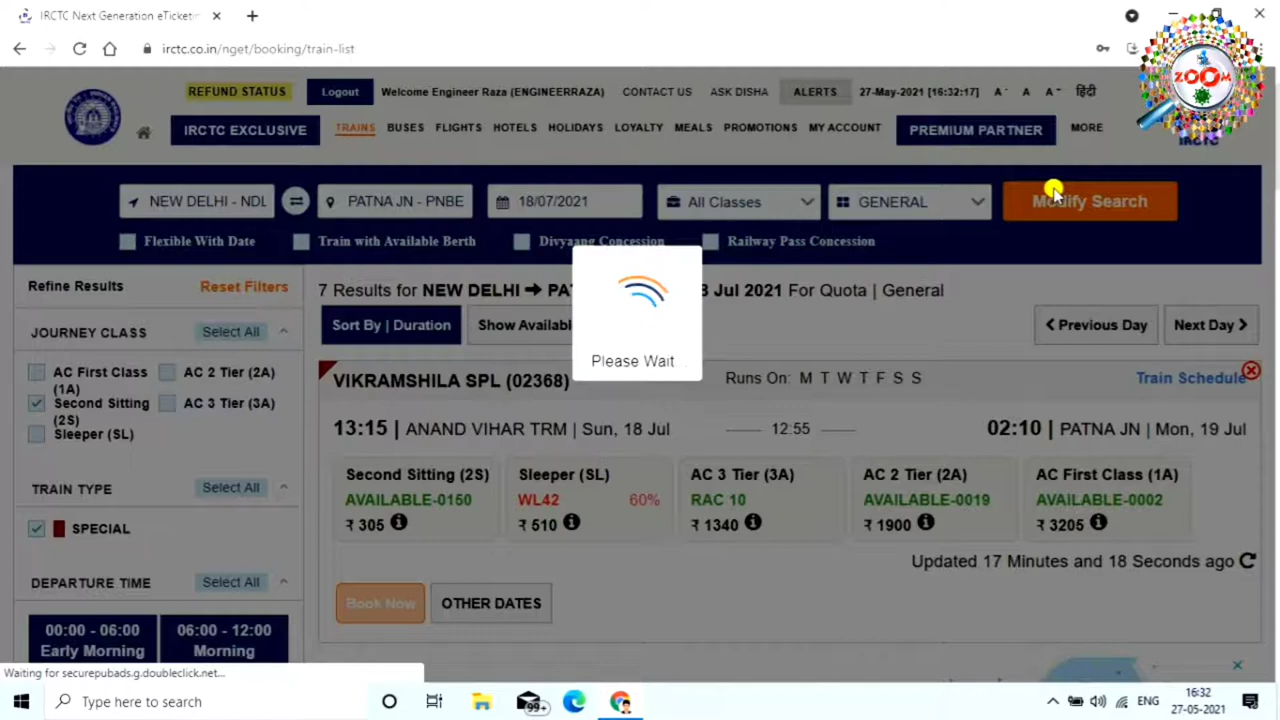 IRCTC Next Generation eTicket
irctc.co.in/nget/booking/train-list
ZOOM
REFUND STATUS Logout Welcome Engineer Raza (ENGINEERRAZA) CONTACT US ASK DISHA ALERTS 27-May-2021 [16:32:17] A- A A+ हिंदी
IRCTC EXCLUSIVE TRAINS BUSES FLIGHTS HOTELS HOLIDAYS LOYALTY MEALS PROMOTIONS MY ACCOUNT PREMIUM PARTNER MORE
IRCTC
NEW DELHI - NDL PATNA JN - PNBE 18/07/2021 All Classes GENERAL Modify Search
Flexible With Date Train with Available Berth Divyaang Concession Railway Pass Concession
Refine Results Reset Filters
7 Results for NEW DELHI ➔ PAT 8 Jul 2021 For Quota | General
JOURNEY CLASS Select All
Sort By | Duration Show Availabl < Previous Day Next Day >
Please Wait
AC First Class (1A) AC 2 Tier (2A)
Second Sitting (2S) AC 3 Tier (3A)
Sleeper (SL)
VIKRAMSHILA SPL (02368) Runs On: M T W T F S S Train Schedule
13:15 | ANAND VIHAR TRM | Sun, 18 Jul 12:55 02:10 | PATNA JN | Mon, 19 Jul
Second Sitting (2S) Sleeper (SL) AC 3 Tier (3A) AC 2 Tier (2A) AC First Class (1A)
AVAILABLE-0150 WL42 60% RAC 10 AVAILABLE-0019 AVAILABLE-0002
₹ 305 ₹ 510 ₹ 1340 ₹ 1900 ₹ 3205
TRAIN TYPE Select All
SPECIAL
Updated 17 Minutes and 18 Seconds ago
DEPARTURE TIME Select All
Book Now OTHER DATES
00:00 - 06:00 06:00 - 12:00
Early Morning Morning
Waiting for securepubads.g.doubleclick.net...
Type here to search 99+ ENG 16:32
27-05-2021